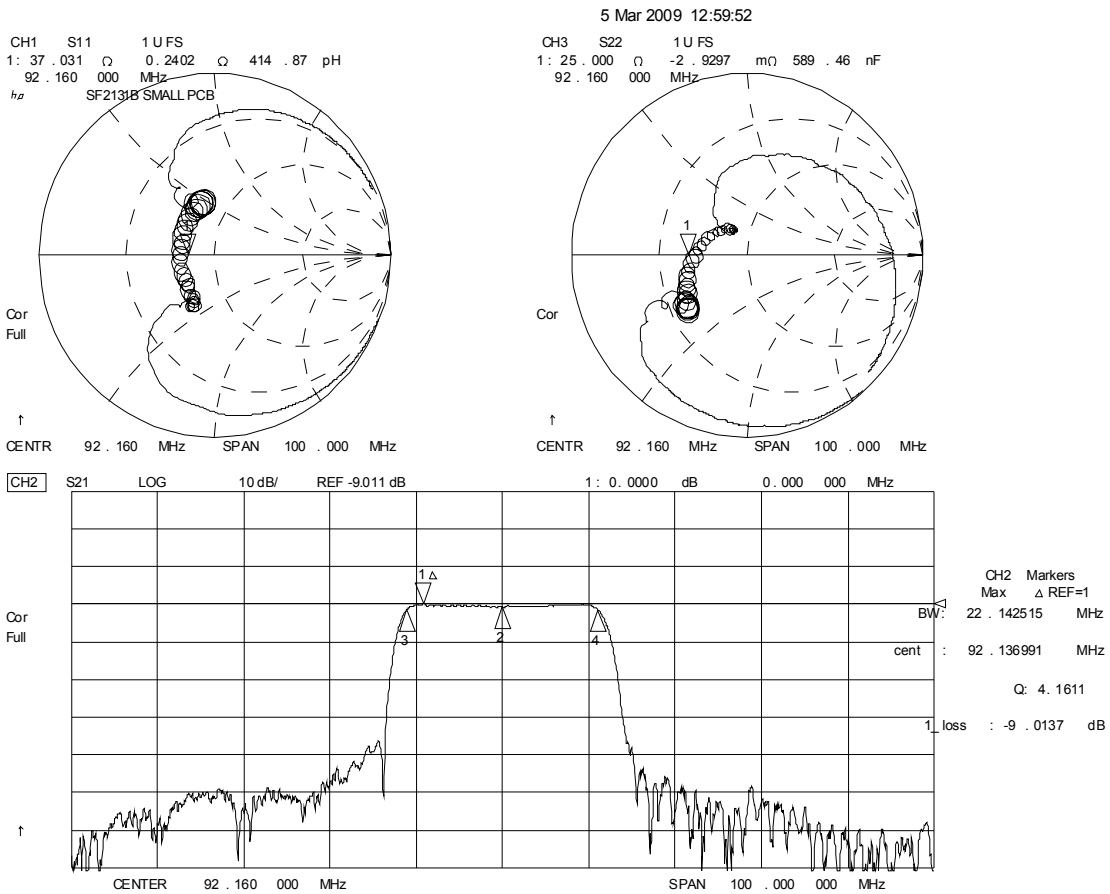 5 Mar 2009 12:59:52
CH1 S11 1 U FS
1: 37 .031 Ω 0.2402 Ω 414 .87 pH
92 .160 000 MHz
hp SF2131B SMALL PCB
Cor
Full
↑
CENTR 92 .160 MHz SPAN 100 .000 MHz
CH3 S22 1 U FS
1: 25 .000 Ω -2 .9297 mΩ 589 .46 nF
92 .160 000 MHz
1
Cor
↑
CENTR 92 .160 MHz SPAN 100 .000 MHz
CH2 S21 LOG 10 dB/ REF -9.011 dB 1 : 0. 0000 dB 0. 000 000 MHz
1 Δ
3 2 4
Cor
Full
↑
CH2 Markers
Max Δ REF=1
BW: 22 . 142515 MHz
cent : 92 . 136991 MHz
Q: 4. 1611
1_loss : -9 .0137 dB
CENTER 92 . 160 000 MHz SPAN 100 . 000 000 MHz